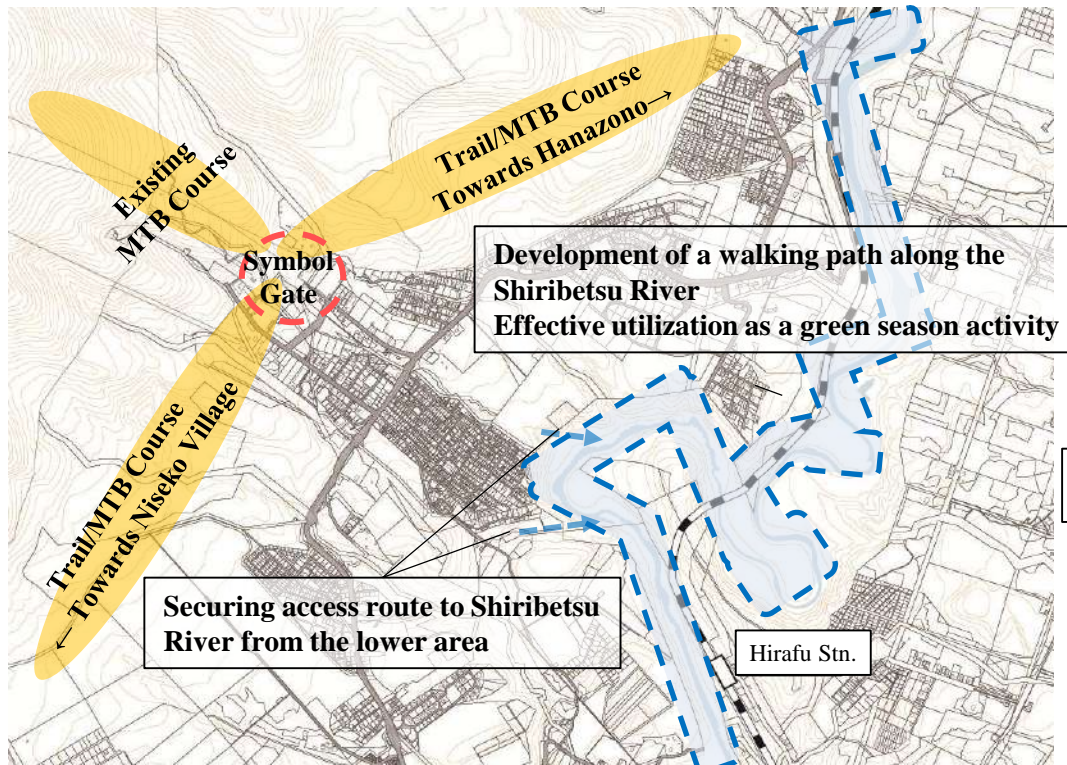 Trail/MTB Course
Towards Hanazono→
Existing
MTB Course
Symbol
Gate
Development of a walking path along the
Shiribetsu River
Effective utilization as a green season activity
Trail/MTB Course
← Towards Niseko Village
Securing access route to Shiribetsu
River from the lower area
Hirafu Stn.